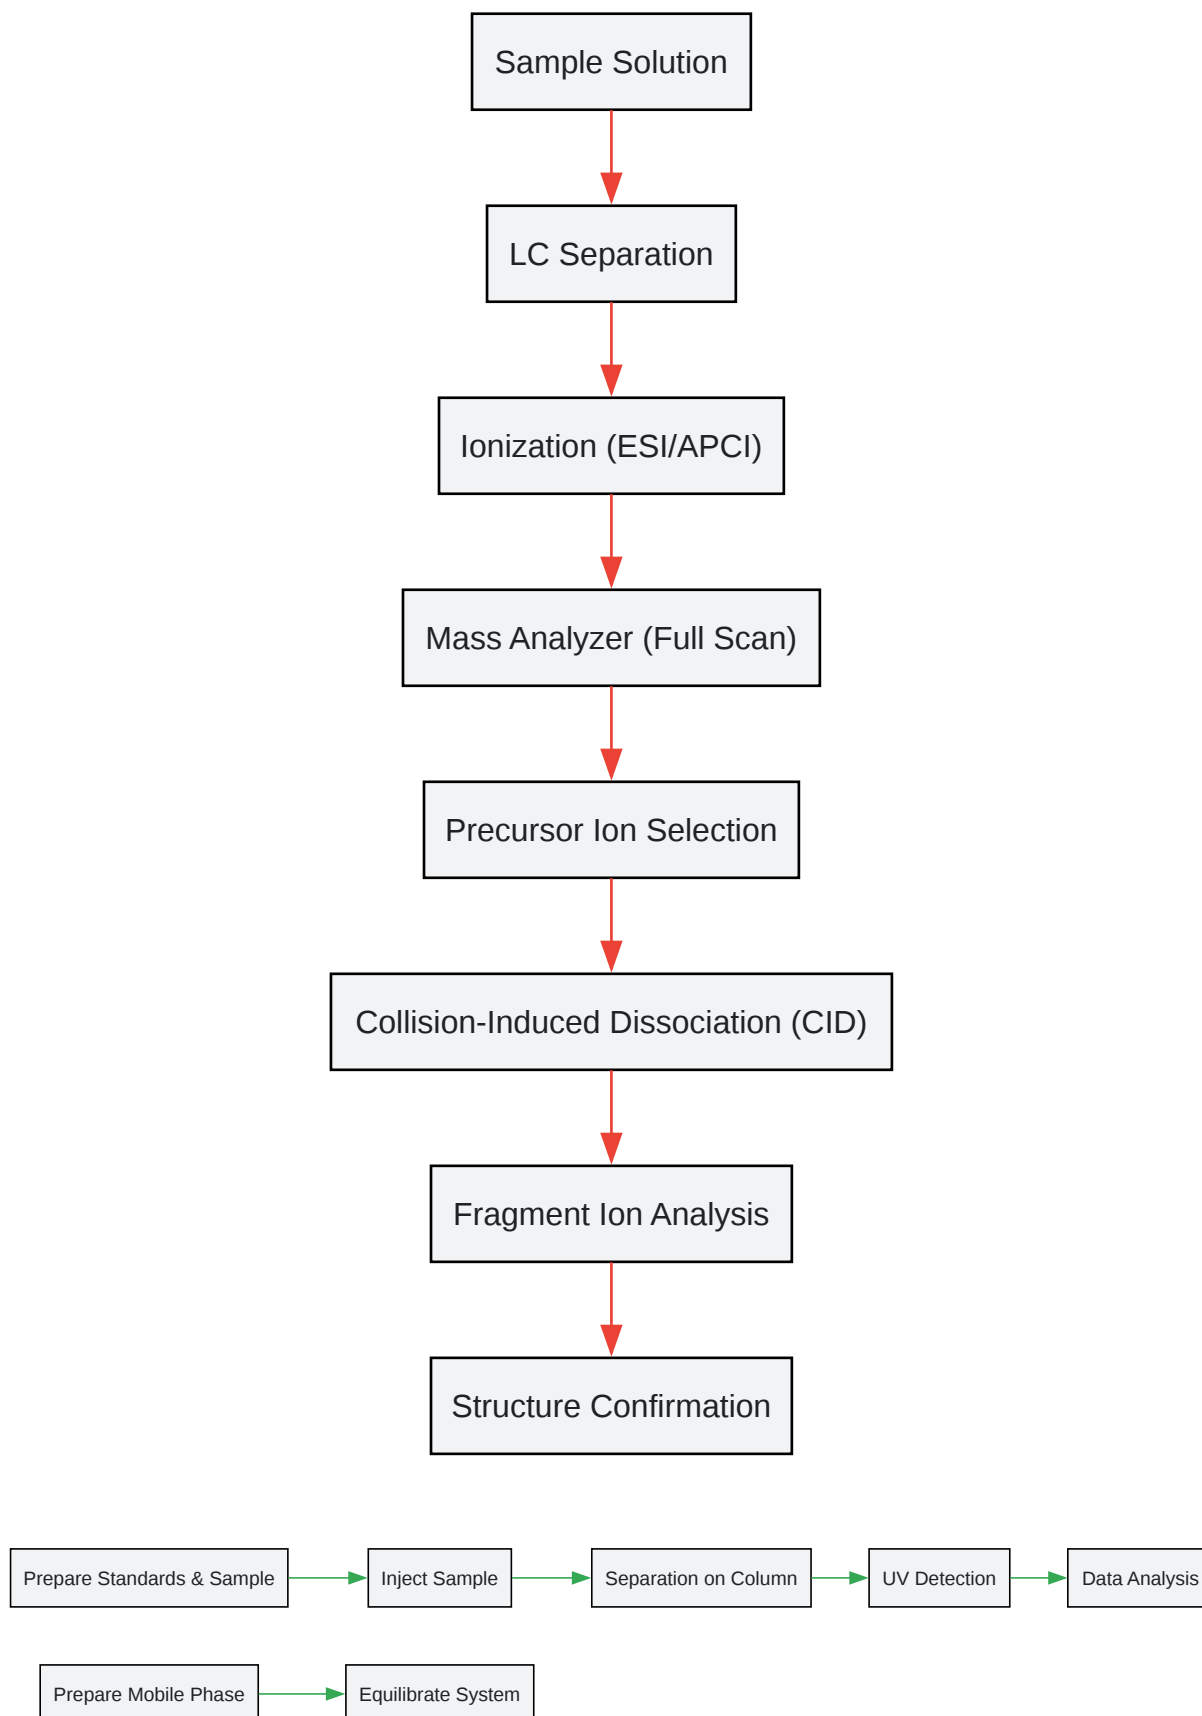 Sample Solution
LC Separation
Ionization (ESI/APCI)
Mass Analyzer (Full Scan)
Precursor Ion Selection
Collision-Induced Dissociation (CID)
Fragment Ion Analysis
Structure Confirmation
Prepare Standards & Sample
Inject Sample
Separation on Column
UV Detection
Data Analysis
Prepare Mobile Phase
Equilibrate System